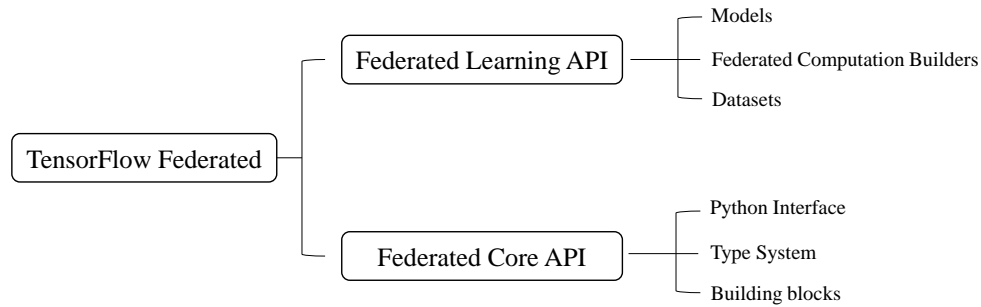 TensorFlow Federated
Federated Learning API
Models
Federated Computation Builders
Datasets
Federated Core API
Python Interface
Type System
Building blocks